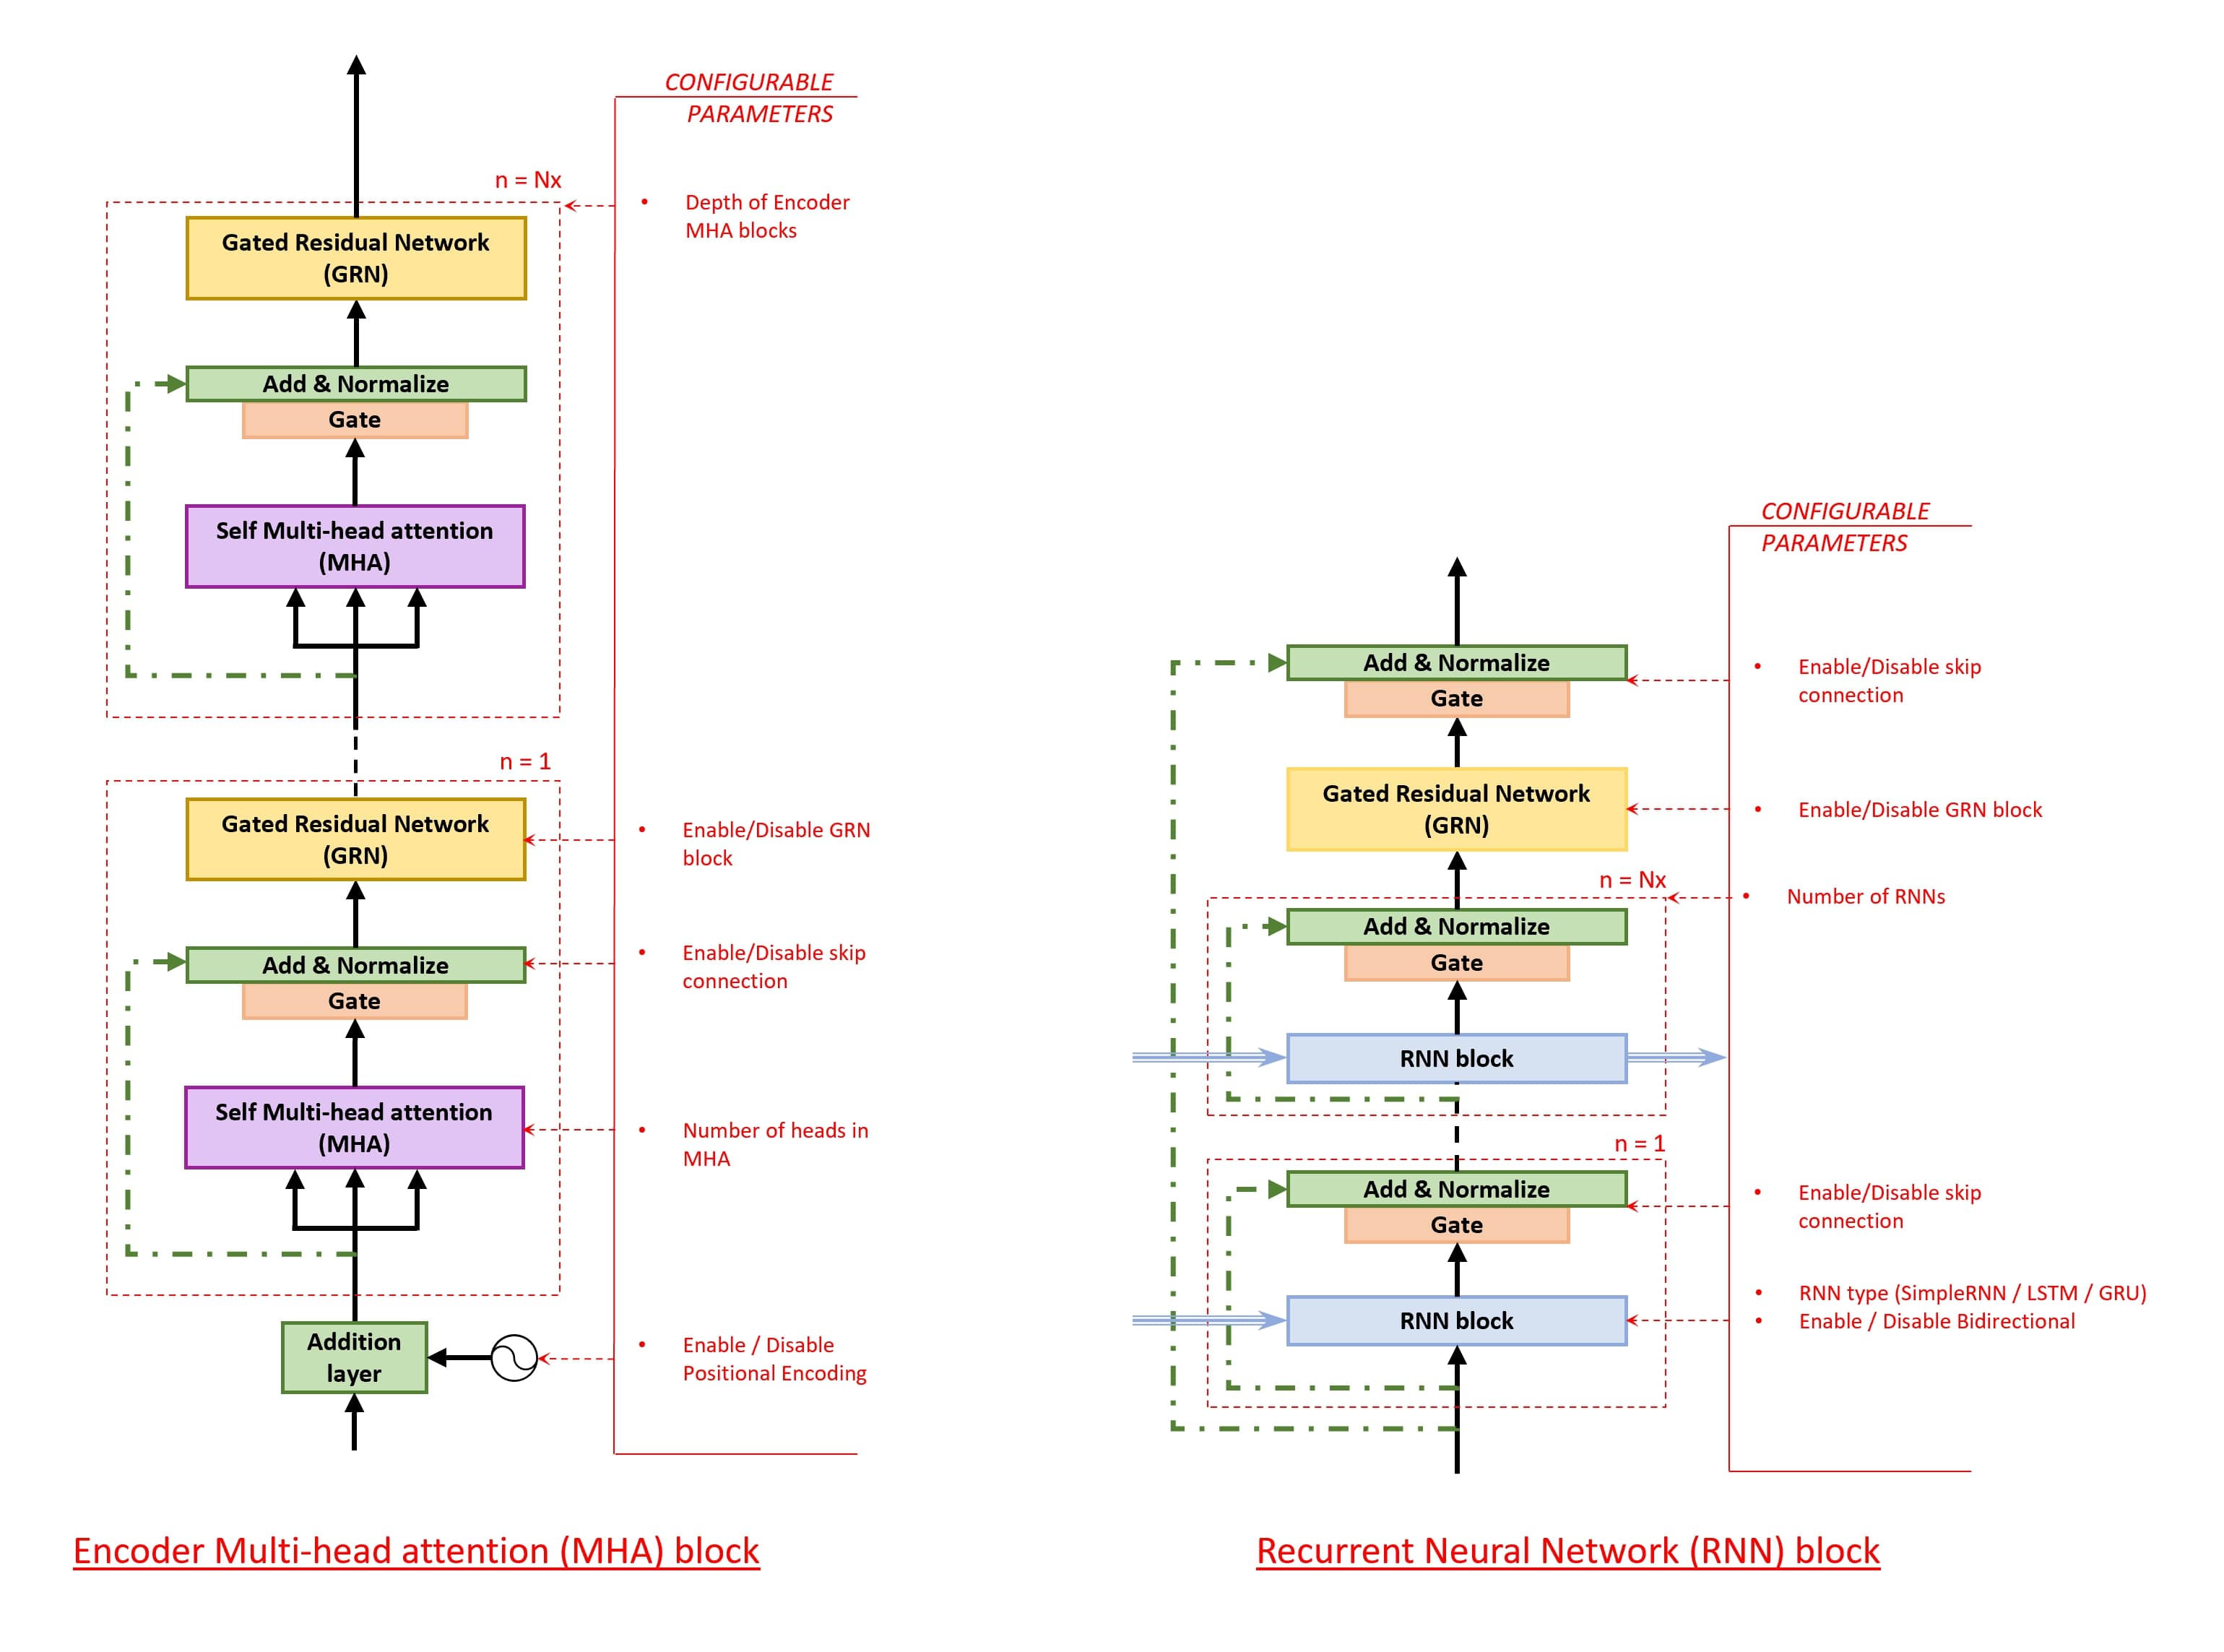 CONFIGURABLE
PARAMETERS
n = Nx
• Depth of Encoder
MHA blocks
Gated Residual Network
(GRN)
Add & Normalize
Gate
Self Multi-head attention
(MHA)
n = 1
Gated Residual Network
(GRN)
• Enable/Disable GRN
block
Add & Normalize
Gate
• Enable/Disable skip
connection
Self Multi-head attention
(MHA)
• Number of heads in
MHA
Addition
layer
• Enable / Disable
Positional Encoding
Encoder Multi-head attention (MHA) block
CONFIGURABLE
PARAMETERS
Add & Normalize
Gate
• Enable/Disable skip
connection
Gated Residual Network
(GRN)
• Enable/Disable GRN block
n = Nx
• Number of RNNs
Add & Normalize
Gate
RNN block
n = 1
Add & Normalize
Gate
• Enable/Disable skip
connection
RNN block
• RNN type (SimpleRNN / LSTM / GRU)
• Enable / Disable Bidirectional
Recurrent Neural Network (RNN) block